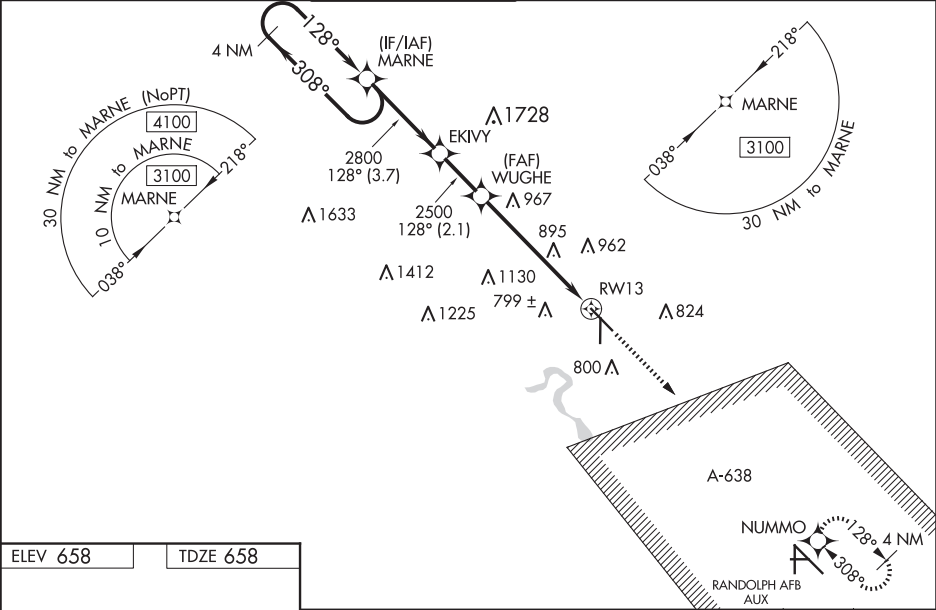 128°
4 NM
308°
(IF/IAF)
MARNE
218°
MARNE
3100
038°
30 NM to MARNE
30 NM to MARNE (NoPT)
4100
10 NM to MARNE
3100
218°
MARNE
038°
1728
EKIVY
2800
128° (3.7)
(FAF)
WUGHE
967
2500
128° (2.1)
1633
895
962
1412
1130
799 ±
RW13
1225
824
800
A-638
NUMMO
128°
4 NM
308°
RANDOLPH AFB
AUX
ELEV 658
TDZE 658